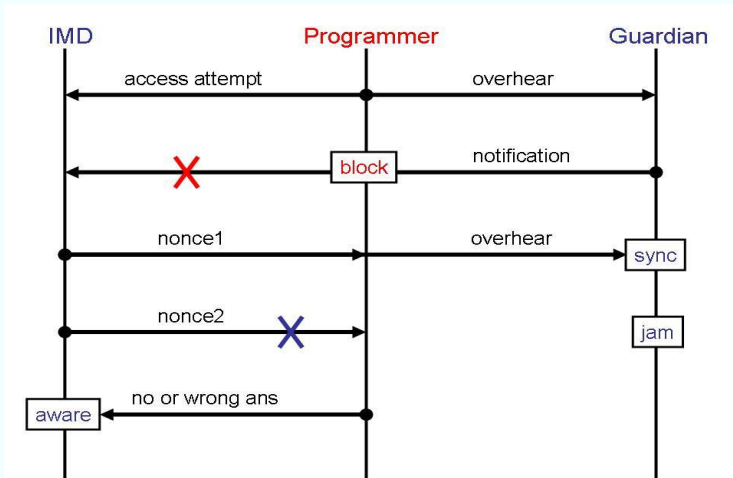 IMD Programmer Guardian
access attempt overhear
block notification
nonce1 overhear
sync
nonce2
jam
no or wrong ans
aware